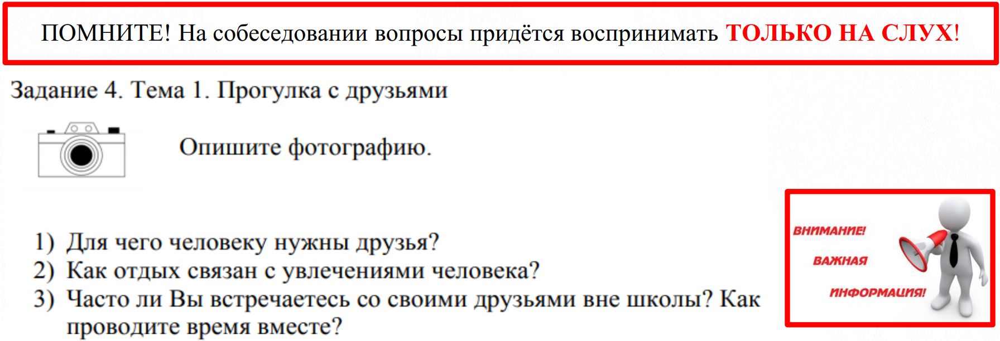 ПОМНИТЕ! На собеседовании вопросы придётся воспринимать ТОЛЬКО НА СЛУХ!
Задание 4. Тема 1. Прогулка с друзьями
Опишите фотографию.
1) Для чего человеку нужны друзья?
2) Как отдых связан с увлечениями человека?
3) Часто ли Вы встречаетесь со своими друзьями вне школы? Как
проводите время вместе?
ВНИМАНИЕ!
ВАЖНАЯ
ИНФОРМАЦИЯ!